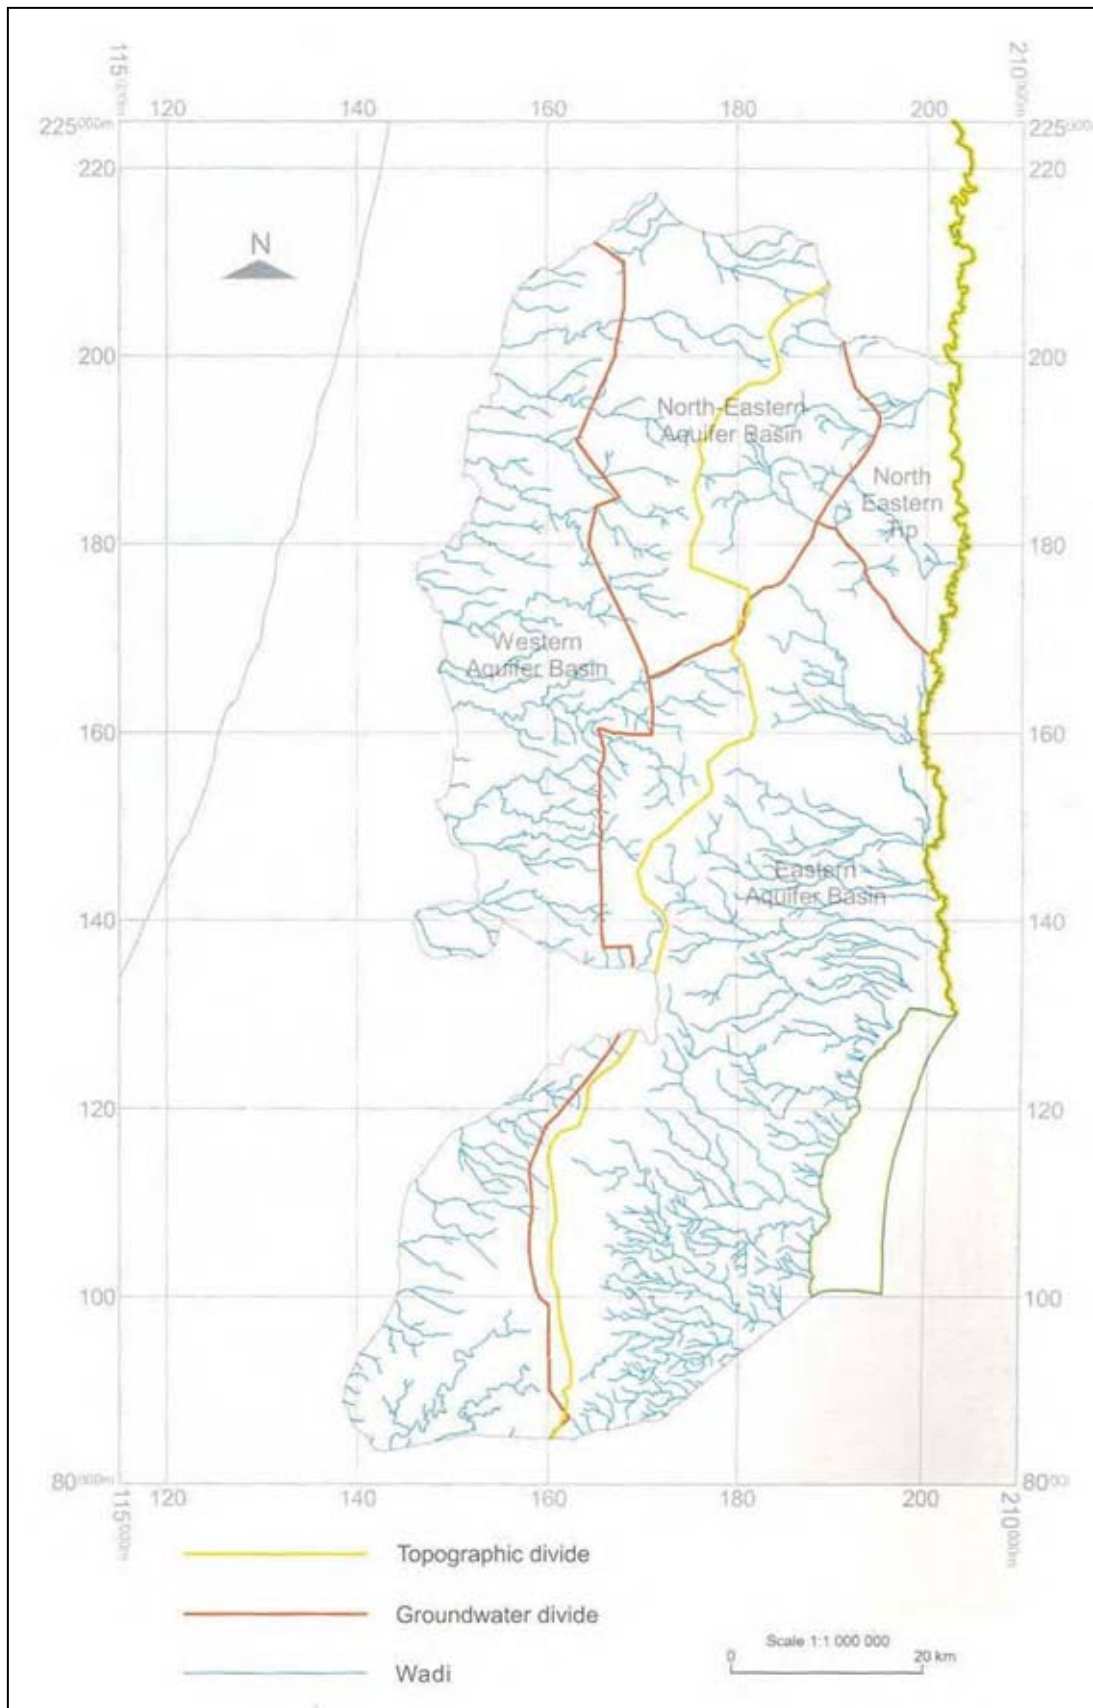 115000m
210000m
120
140
160
180
200
225000m
225000
220
220
N
200
200
North-Eastern
Aquifer Basin
North
Eastern
Tip
180
180
Western
Aquifer Basin
160
160
Eastern
Aquifer Basin
140
140
120
120
100
100
80000m
80000
115000m
120
140
160
180
200
210000m
Topographic divide
Groundwater divide
Wadi
Scale 1:1 000 000
0
20 km